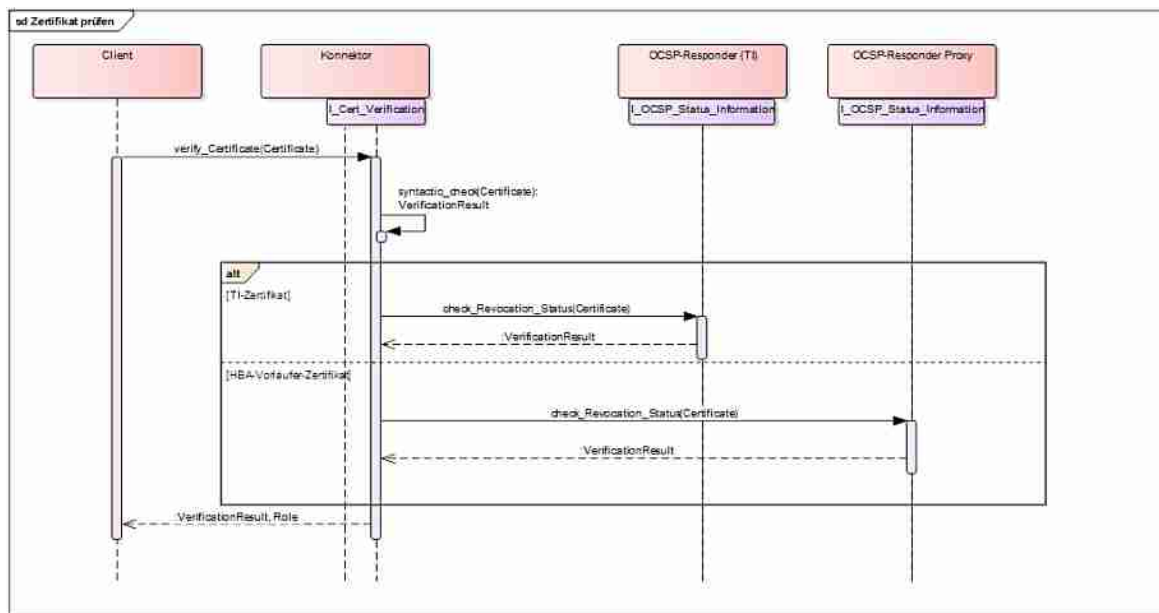 sd Zertifikat prüfen
Client
Konnektor
OCSP-Responder (TI)
OCSP-Responder Proxy
I_Cert_Verification
I_OCSP_Status_Information
I_OCSP_Status_Information
verify_Certificate(Certificate)
syntactic_check(Certificate):
VerificationResult
alt
[TI-Zertifikat]
check_Revocation_Status(Certificate)
:VerificationResult
[HBA-Vorläufer-Zertifikat]
check_Revocation_Status(Certificate)
:VerificationResult
:VerificationResult, Role